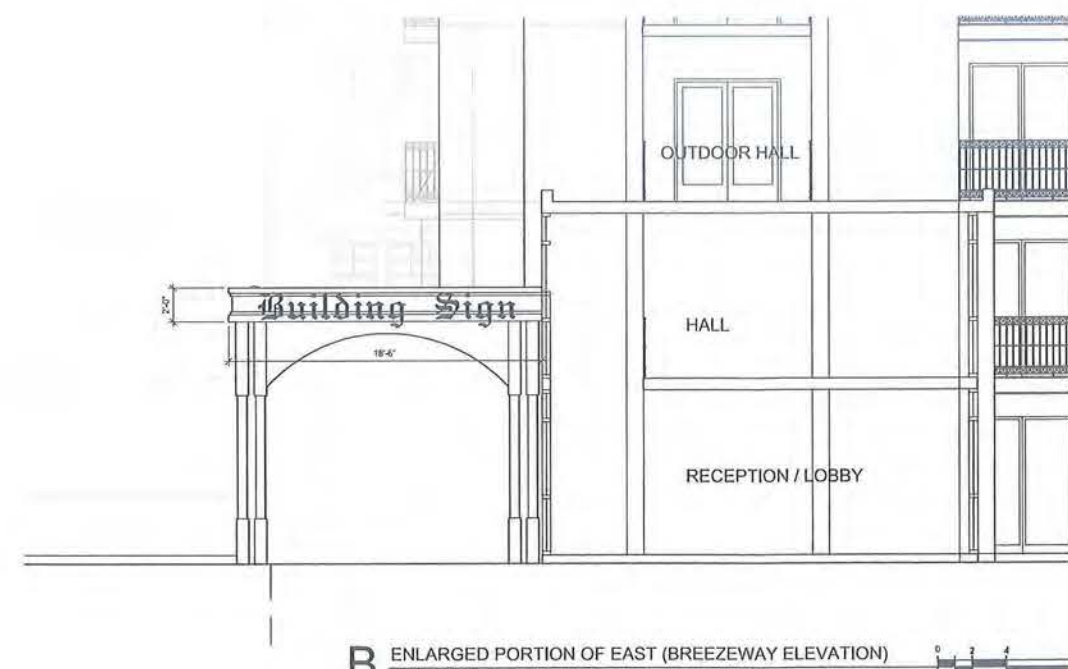 OUTDOOR HALL
2'-0"
Building Sign
HALL
18'-6"
RECEPTION / LOBBY
B ENLARGED PORTION OF EAST (BREEZEWAY ELEVATION)
0 2 4